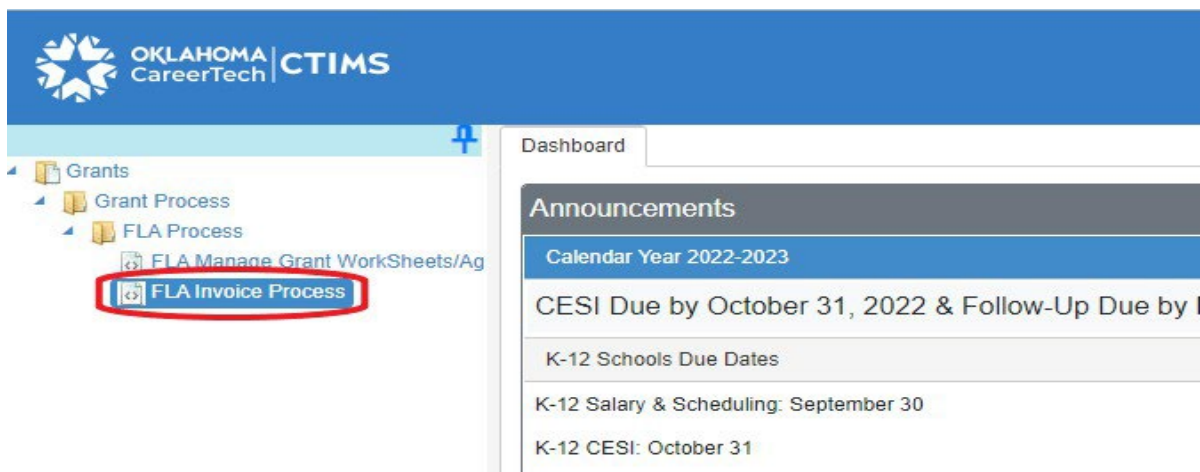 OKLAHOMA
CareerTech
CTIMS
Grants
Grant Process
FLA Process
FLA Manage Grant WorkSheets/Ag
FLA Invoice Process
Dashboard
Announcements
Calendar Year 2022-2023
CESI Due by October 31, 2022 & Follow-Up Due by
K-12 Schools Due Dates
K-12 Salary & Scheduling: September 30
K-12 CESI: October 31